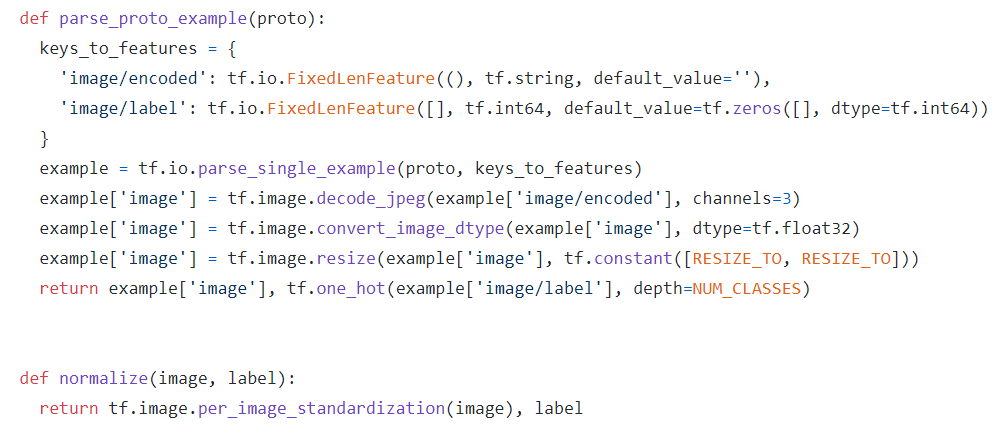 def parse_proto_example(proto):
  keys_to_features = {
    'image/encoded': tf.io.FixedLenFeature((), tf.string, default_value=''),
    'image/label': tf.io.FixedLenFeature([], tf.int64, default_value=tf.zeros([], dtype=tf.int64))
  }
  example = tf.io.parse_single_example(proto, keys_to_features)
  example['image'] = tf.image.decode_jpeg(example['image/encoded'], channels=3)
  example['image'] = tf.image.convert_image_dtype(example['image'], dtype=tf.float32)
  example['image'] = tf.image.resize(example['image'], tf.constant([RESIZE_TO, RESIZE_TO]))
  return example['image'], tf.one_hot(example['image/label'], depth=NUM_CLASSES)
def normalize(image, label):
  return tf.image.per_image_standardization(image), label